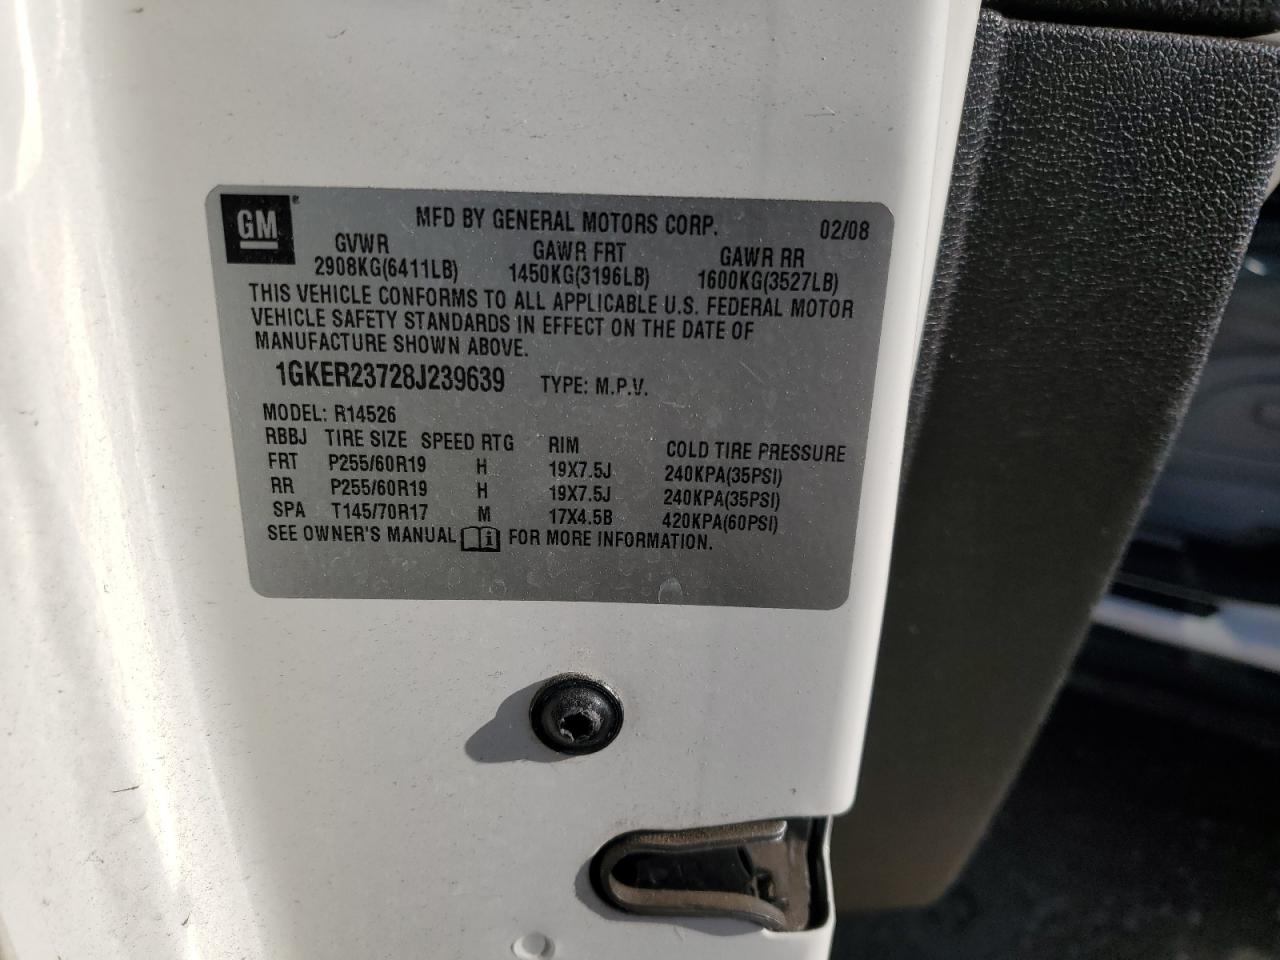 GM® MFD BY GENERAL MOTORS CORP. 02/08
GVWR GAWR FRT GAWR RR
2908KG(6411LB) 1450KG(3196LB) 1600KG(3527LB)
THIS VEHICLE CONFORMS TO ALL APPLICABLE U.S. FEDERAL MOTOR
VEHICLE SAFETY STANDARDS IN EFFECT ON THE DATE OF
MANUFACTURE SHOWN ABOVE.
1GKER23728J239639 TYPE: M.P.V.
MODEL: R14526
RBBJ TIRE SIZE SPEED RTG RIM COLD TIRE PRESSURE
FRT P255/60R19 H 19X7.5J 240KPA(35PSI)
RR P255/60R19 H 19X7.5J 240KPA(35PSI)
SPA T145/70R17 M 17X4.5B 420KPA(60PSI)
SEE OWNER'S MANUAL i FOR MORE INFORMATION.